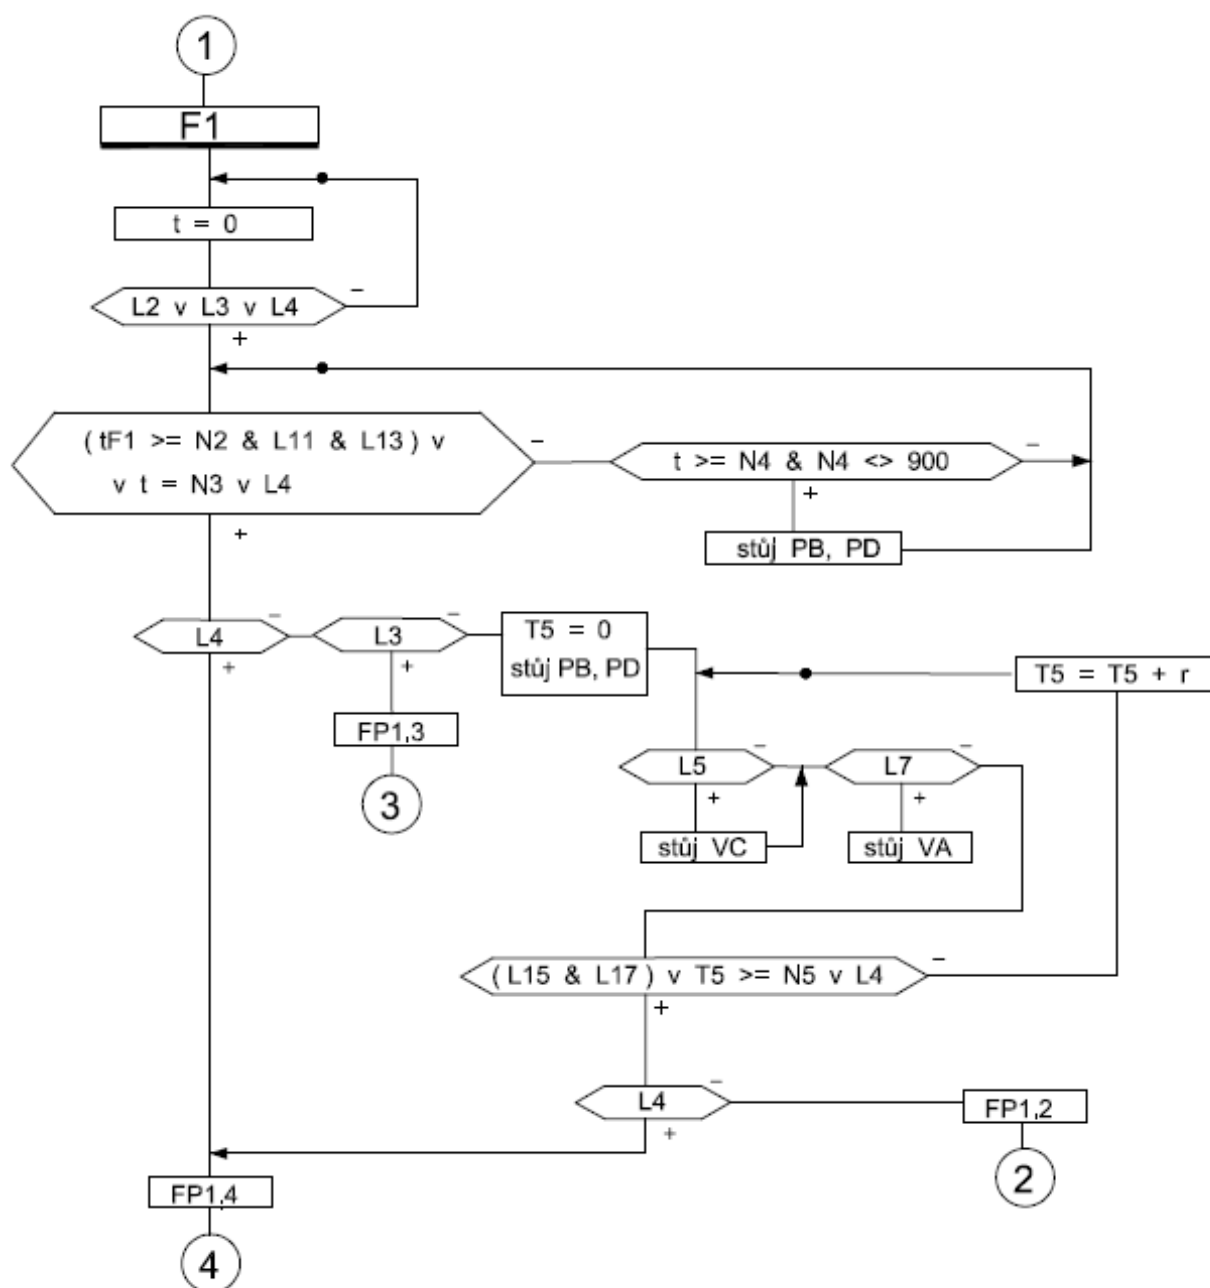 1
F1
t = 0
L2 v L3 v L4
–
+
(tF1 >= N2 & L11 & L13) v
v t = N3 v L4
–
+
t >= N4 & N4 <> 900
–
+
stůj PB, PD
L4
–
+
L3
–
+
T5 = 0
stůj PB, PD
T5 = T5 + r
FP1,3
3
L5
–
+
L7
–
+
stůj VC
stůj VA
(L15 & L17) v T5 >= N5 v L4
–
+
L4
–
+
FP1,2
2
FP1,4
4